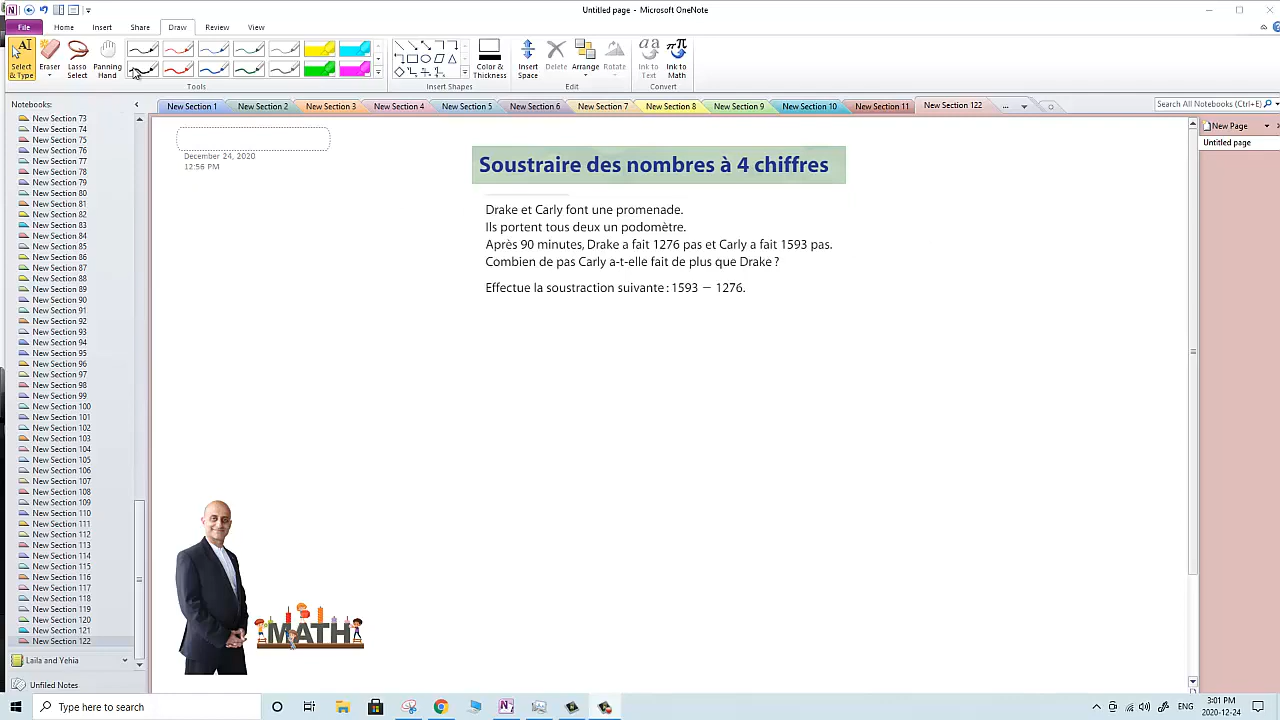 Untitled page - Microsoft OneNote
File Home Insert Share Draw Review View
Select & Type
Eraser
Lasso Select
Panning Hand
Tools
Insert Shapes
Color & Thickness
Insert Space
Delete
Arrange
Rotate
Edit
Ink to Text
Ink to Math
Convert
Notebooks:
New Section 1 New Section 2 New Section 3 New Section 4 New Section 5 New Section 6 New Section 7 New Section 8 New Section 9 New Section 10 New Section 11 New Section 122 ...
Search All Notebooks (Ctrl+E)
New Page
Untitled page
New Section 73
New Section 74
New Section 75
New Section 76
New Section 77
New Section 78
New Section 79
New Section 80
New Section 81
New Section 82
New Section 83
New Section 84
New Section 85
New Section 86
New Section 87
New Section 88
New Section 89
New Section 90
New Section 91
New Section 92
New Section 93
New Section 94
New Section 95
New Section 96
New Section 97
New Section 98
New Section 99
New Section 100
New Section 101
New Section 102
New Section 103
New Section 104
New Section 105
New Section 106
New Section 107
New Section 108
New Section 109
New Section 110
New Section 111
New Section 112
New Section 113
New Section 114
New Section 115
New Section 116
New Section 117
New Section 118
New Section 119
New Section 120
New Section 121
New Section 122
Laila and Yehia
Unfiled Notes
December 24, 2020
12:56 PM
Soustraire des nombres à 4 chiffres
Drake et Carly font une promenade.
Ils portent tous deux un podomètre.
Après 90 minutes, Drake a fait 1276 pas et Carly a fait 1593 pas.
Combien de pas Carly a-t-elle fait de plus que Drake ?
Effectue la soustraction suivante : 1593 − 1276.
MATH
Type here to search
ENG
3:01 PM
2020-12-24